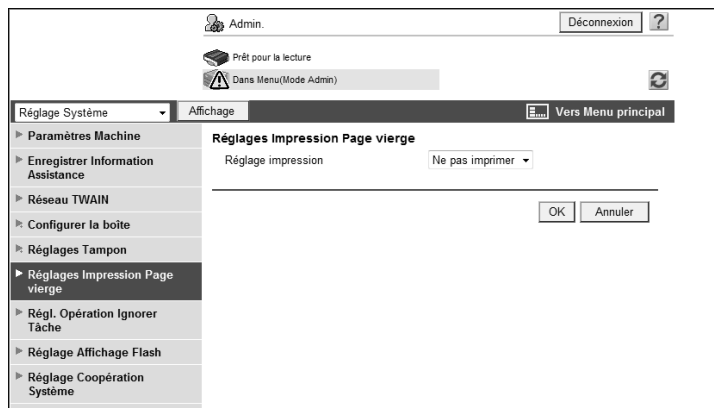 Admin.
Déconnexion
?
Prêt pour la lecture
Dans Menu(Mode Admin)
Réglage Système
Affichage
Vers Menu principal
Paramètres Machine
Enregistrer Information
Assistance
Réseau TWAIN
Configurer la boîte
Réglages Tampon
Réglages Impression Page
vierge
Régl. Opération Ignorer
Tâche
Réglage Affichage Flash
Réglage Coopération
Système
Réglages Impression Page vierge
Réglage impression
Ne pas imprimer
OK
Annuler